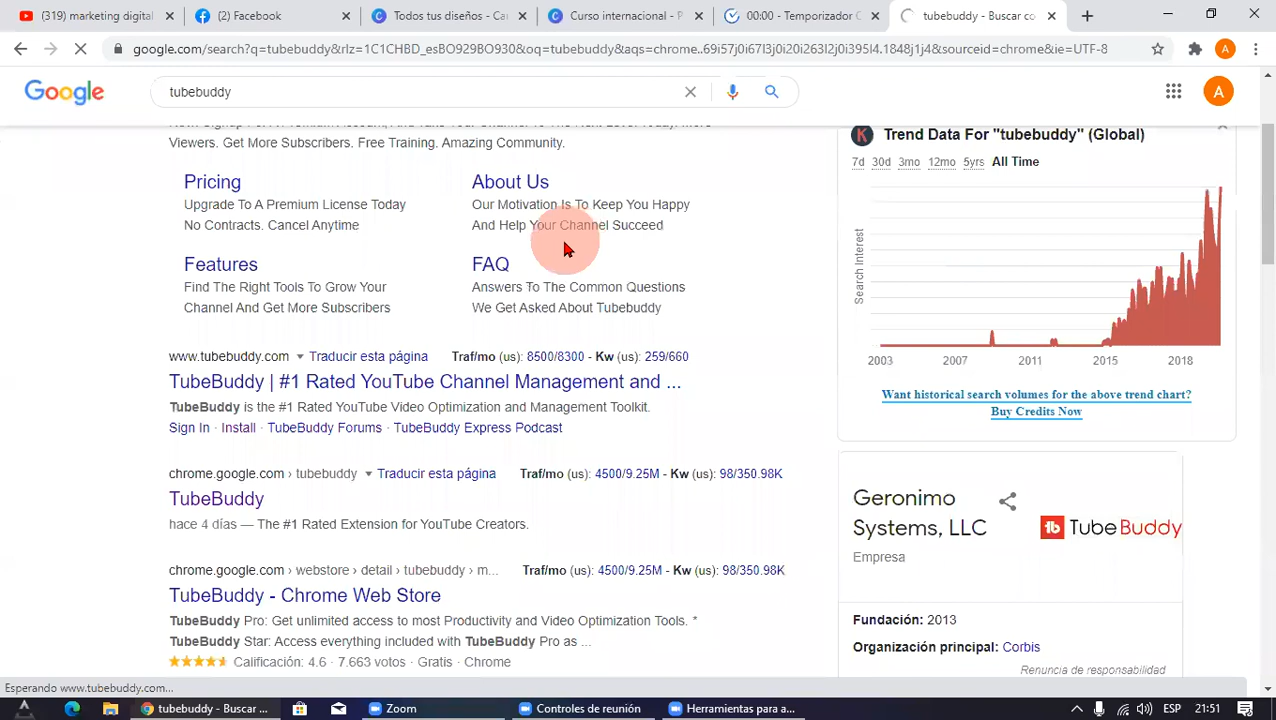 (319) marketing digital
(2) Facebook
Todos tus diseños - Ca
Curso internacional - P
00:00 - Temporizador C
tubebuddy - Buscar co
google.com/search?q=tubebuddy&rlz=1C1CHBD_esBO929BO930&oq=tubebuddy&aqs=chrome..69i57j0i67l3j0i20i263l2j0i395l4.1848j1j4&sourceid=chrome&ie=UTF-8
A
Google
tubebuddy
A
Viewers. Get More Subscribers. Free Training. Amazing Community.
Pricing
Upgrade To A Premium License Today
No Contracts. Cancel Anytime
About Us
Our Motivation Is To Keep You Happy
And Help Your Channel Succeed
Features
Find The Right Tools To Grow Your
Channel And Get More Subscribers
FAQ
Answers To The Common Questions
We Get Asked About Tubebuddy
www.tubebuddy.com Traducir esta página Traf/mo (us): 8500/8300 - Kw (us): 259/660
TubeBuddy | #1 Rated YouTube Channel Management and ...
TubeBuddy is the #1 Rated YouTube Video Optimization and Management Toolkit.
Sign In · Install · TubeBuddy Forums · TubeBuddy Express Podcast
chrome.google.com › tubebuddy Traducir esta página Traf/mo (us): 4500/9.25M - Kw (us): 98/350.98K
TubeBuddy
hace 4 días — The #1 Rated Extension for YouTube Creators.
chrome.google.com › webstore › detail › tubebuddy › m... Traf/mo (us): 4500/9.25M - Kw (us): 98/350.98K
TubeBuddy - Chrome Web Store
TubeBuddy Pro: Get unlimited access to most Productivity and Video Optimization Tools. *
TubeBuddy Star: Access everything included with TubeBuddy Pro as ...
Calificación: 4.6 · 7.663 votos · Gratis · Chrome
K Trend Data For "tubebuddy" (Global)
7d 30d 3mo 12mo 5yrs All Time
Search Interest
2003 2007 2011 2015 2018
Want historical search volumes for the above trend chart?
Buy Credits Now
Geronimo
Systems, LLC
Empresa
tb TubeBuddy
Fundación: 2013
Organización principal: Corbis
Renuncia de responsabilidad
Esperando www.tubebuddy.com...
tubebuddy - Buscar ...
Zoom
Controles de reunión
Herramientas para a...
ESP
21:51